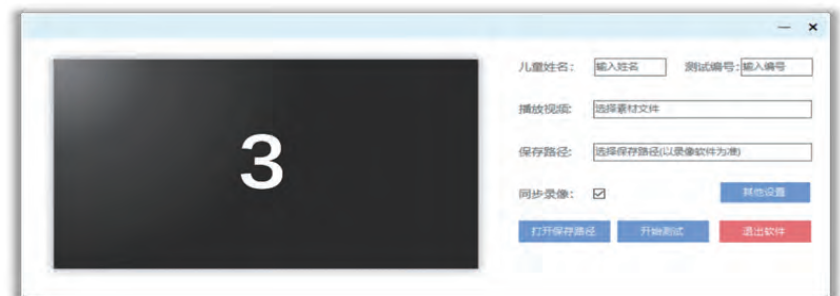 3
儿童姓名： 输入姓名 测试编号：输入编号
播放视频： 选择素材文件
保存路径： 选择保存路径(以录像软件为准)
同步录像： 其他设置
打开保存路径 开始测试 退出软件